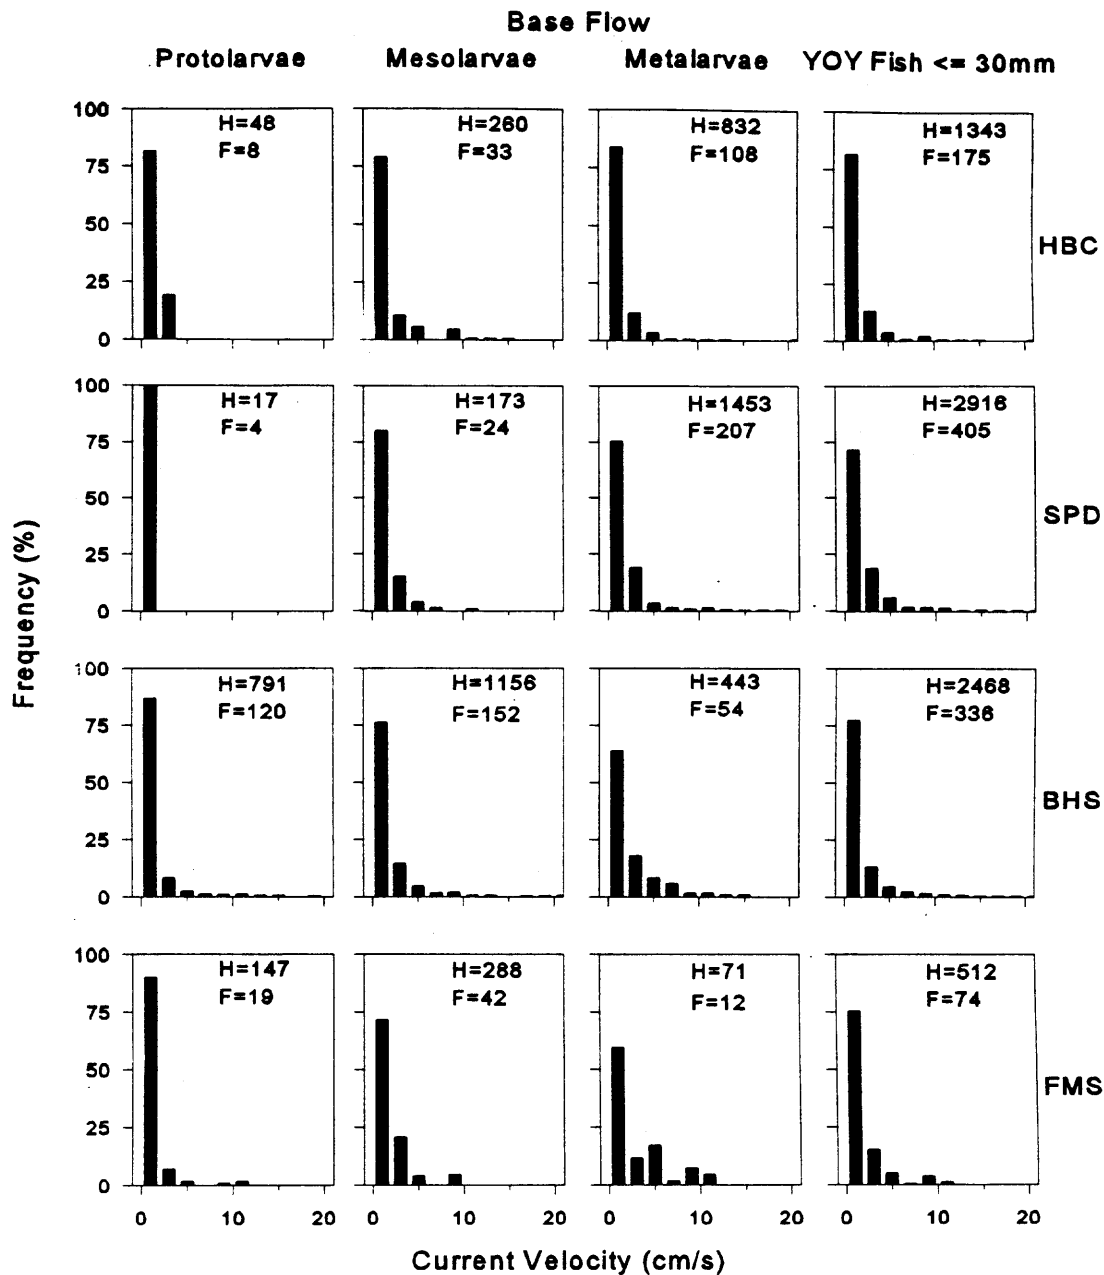 Base Flow
Protolarvae Mesolarvae Metalarvae YOY Fish <= 30mm
100
75
50
25
0
H=48
F=8
H=260
F=33
H=832
F=108
H=1343
F=175
HBC
100
75
50
25
0
H=17
F=4
H=173
F=24
H=1453
F=207
H=2916
F=405
SPD
100
75
50
25
0
H=791
F=120
H=1156
F=152
H=443
F=54
H=2468
F=336
BHS
100
75
50
25
0
H=147
F=19
H=288
F=42
H=71
F=12
H=512
F=74
FMS
0 10 20 0 10 20 0 10 20 0 10 20
Frequency (%)
Current Velocity (cm/s)